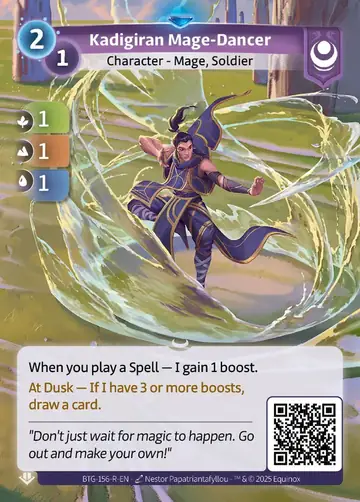 2
1
Kadigiran Mage-Dancer
Character - Mage, Soldier
1
1
1
When you play a Spell — I gain 1 boost.
At Dusk — If I have 3 or more boosts,
draw a card.
"Don't just wait for magic to happen. Go
out and make your own!"
BTG-156-R-EN - Nestor Papatriantafyllou - ™ & © 2025 Equinox